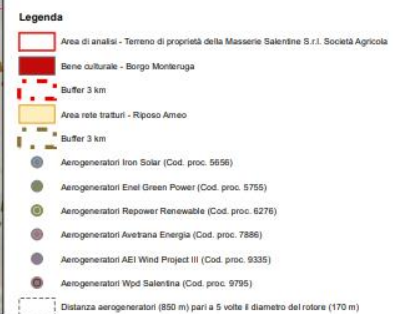 Legenda
Area di analisi - Terreno di proprietà della Masserie Salentine S.r.l. Società Agricola
Bene culturale - Borgo Monteruga
Buffer 3 km
Area rete tratturi - Riposo Arneo
Buffer 3 km
Aerogeneratori Iron Solar (Cod. proc. 5656)
Aerogeneratori Enel Green Power (Cod. proc. 5755)
Aerogeneratori Repower Renewable (Cod. proc. 6276)
Aerogeneratori Avetrana Energia (Cod. proc. 7886)
Aerogeneratori AEI Wind Project III (Cod. proc. 9335)
Aerogeneratori Wpd Salentina (Cod. proc. 9795)
Distanza aerogeneratori (850 m) pari a 5 volte il diametro del rotore (170 m)